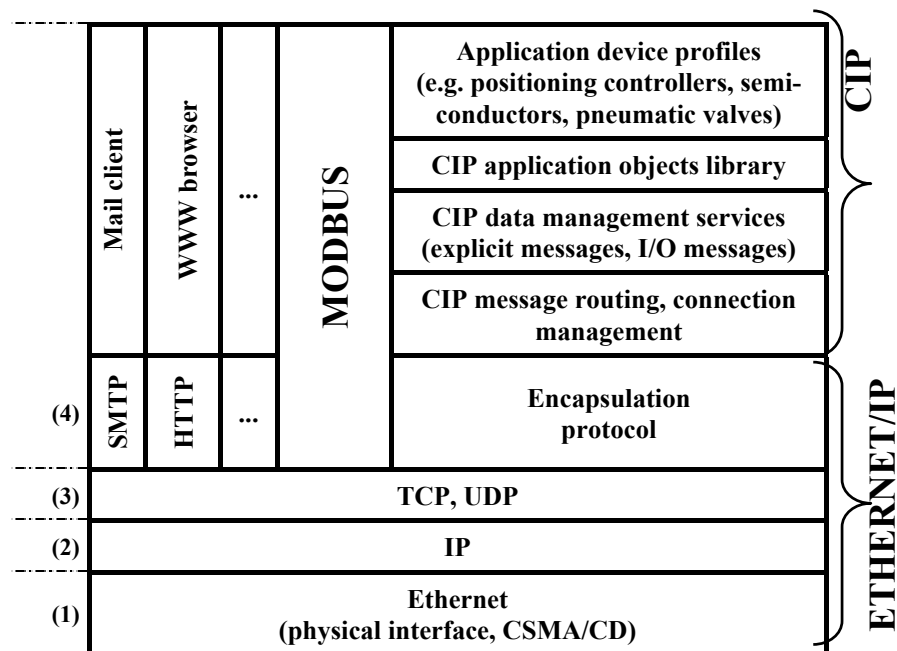 Mail client
WWW browser
...
MODBUS
Application device profiles
(e.g. positioning controllers, semi-
conductors, pneumatic valves)
CIP application objects library
CIP data management services
(explicit messages, I/O messages)
CIP message routing, connection
management
CIP
(4)
SMTP
HTTP
...
Encapsulation
protocol
(3)
TCP, UDP
(2)
IP
(1)
Ethernet
(physical interface, CSMA/CD)
ETHERNET/IP